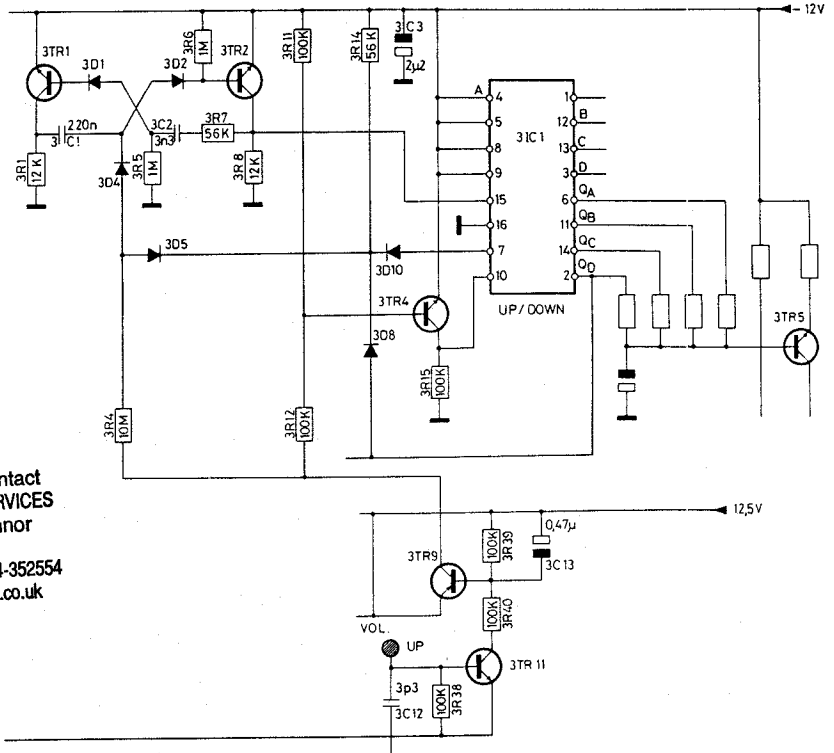 -12V
3TR1
3D1
3D2
3R6
1M
3TR2
3R11
100K
3R14
56K
3C3
2µ2
220n
3C1
3C2
3n3
3R7
56K
3R1
12K
3D4
3R5
1M
3R8
12K
3D5
3D10
3TR4
3D8
3R15
100K
3R4
10M
3R12
100K
A
4
5
8
9
15
16
7
10
3IC1
1
12
B
13
C
3
D
6
QA
11
QB
14
QC
2
QD
UP/DOWN
3TR5
ntact
RVICES
nnor
4-352554
.co.uk
12,5V
0,47µ
3C13
100K
3R39
3TR9
100K
3R40
VOL.
UP
3TR11
3p3
3C12
100K
3R38